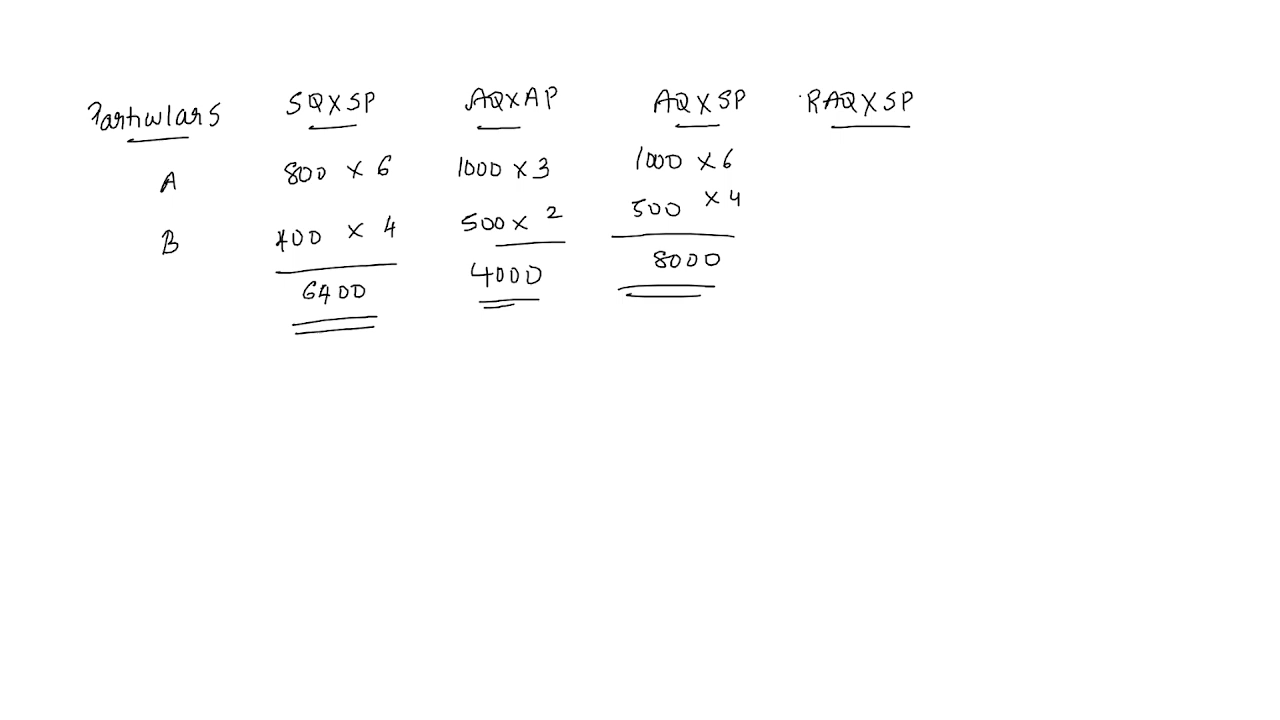 Particulars SQXSP AQXAP AQXSP RAQXSP
A 800 X 6 1000 X 3 1000 X 6
B 400 X 4 500 X 2 500 X 4
6400 4000 8000